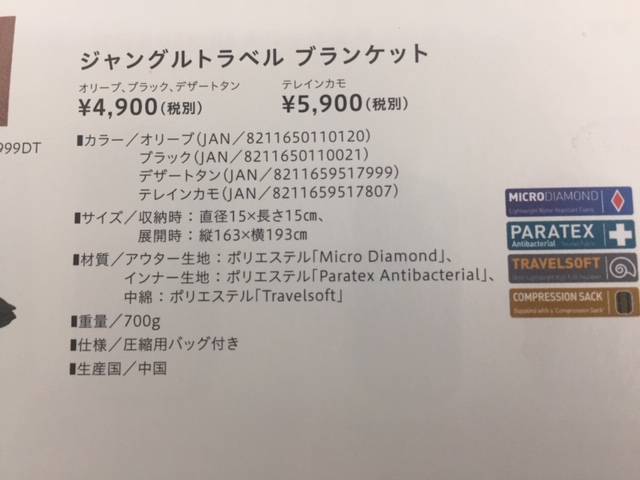 ジャングルトラベル ブランケット
オリーブ、ブラック、デザートタン
¥4,900(税別)
テレインカモ
¥5,900(税別)
999DT
▮カラー/オリーブ(JAN/8211650110120)
ブラック(JAN/8211650110021)
デザートタン(JAN/8211659517999)
テレインカモ(JAN/8211659517807)
▮サイズ/収納時:直径15×長さ15㎝、
展開時:縦163×横193㎝
▮材質/アウター生地:ポリエステル「Micro Diamond」、
インナー生地:ポリエステル「Paratex Antibacterial」、
中綿:ポリエステル「Travelsoft」
▮重量/700g
▮仕様/圧縮用バッグ付き
▮生産国/中国
MICRODIAMOND
Lightweight Water Repellent Fabric
PARATEX
Antibacterial
TRAVELSOFT
COMPRESSION SACK
Supplied with a 'Compression Sack'